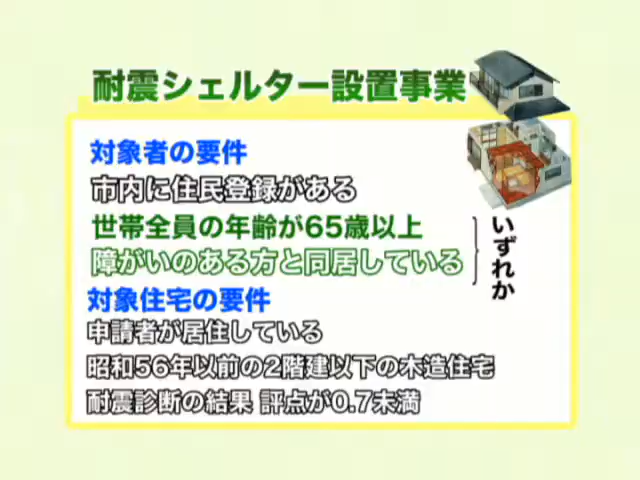 耐震シェルター設置事業
対象者の要件
市内に住民登録がある
世帯全員の年齢が65歳以上
障がいのある方と同居している
いずれか
対象住宅の要件
申請者が居住している
昭和56年以前の2階建以下の木造住宅
耐震診断の結果 評点が0.7未満